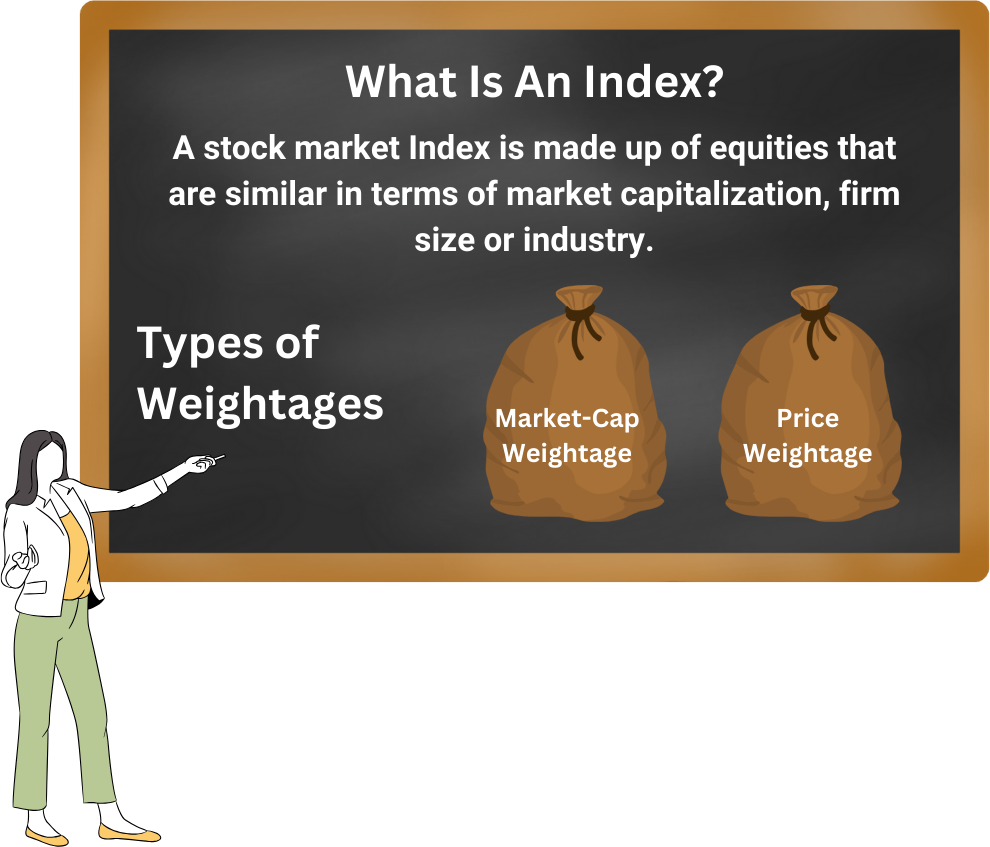 What Is An Index?
A stock market Index is made up of equities that
are similar in terms of market capitalization, firm
size or industry.
Types of
Weightages
Market-Cap
Weightage
Price
Weightage